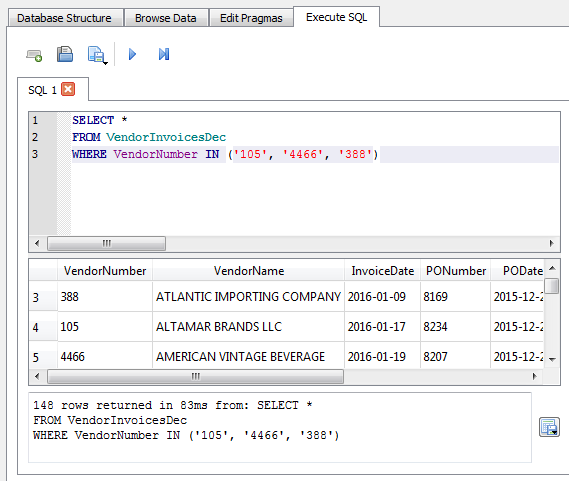 Database Structure Browse Data Edit Pragmas Execute SQL
SQL 1
1 SELECT *
2 FROM VendorInvoicesDec
3 WHERE VendorNumber IN ('105', '4466', '388')
VendorNumber VendorName InvoiceDate PONumber PODate
3 388 ATLANTIC IMPORTING COMPANY 2016-01-09 8169 2015-12-2
4 105 ALTAMAR BRANDS LLC 2016-01-17 8234 2015-12-2
5 4466 AMERICAN VINTAGE BEVERAGE 2016-01-19 8207 2015-12-2
148 rows returned in 83ms from: SELECT *
FROM VendorInvoicesDec
WHERE VendorNumber IN ('105', '4466', '388')